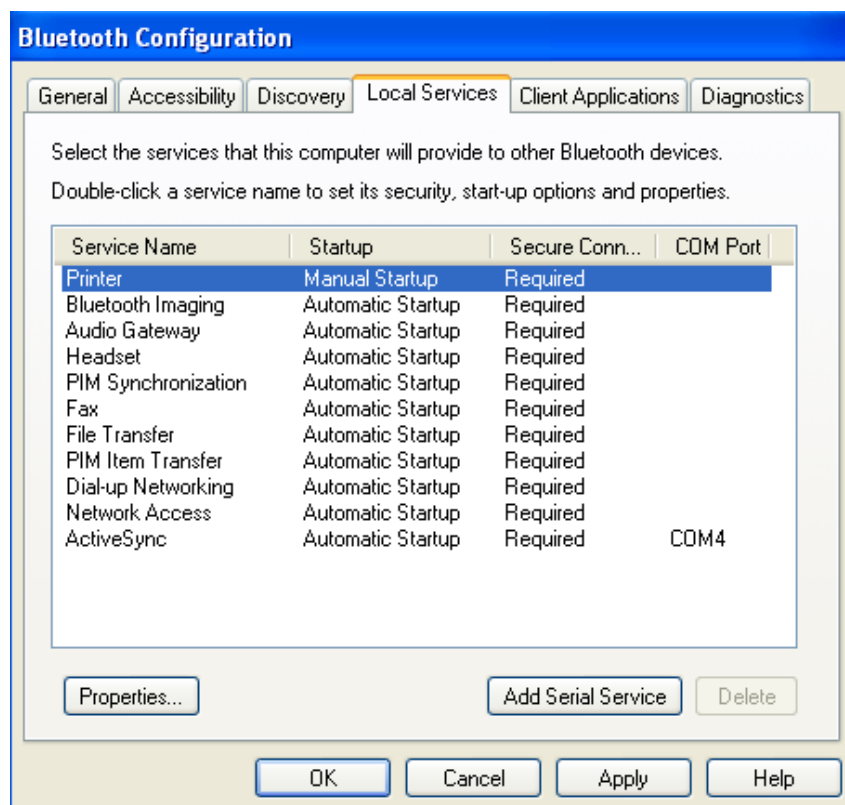 Bluetooth Configuration
General Accessibility Discovery Local Services Client Applications Diagnostics
Select the services that this computer will provide to other Bluetooth devices.
Double-click a service name to set its security, start-up options and properties.
Service Name Startup Secure Conn... COM Port
Printer Manual Startup Required
Bluetooth Imaging Automatic Startup Required
Audio Gateway Automatic Startup Required
Headset Automatic Startup Required
PIM Synchronization Automatic Startup Required
Fax Automatic Startup Required
File Transfer Automatic Startup Required
PIM Item Transfer Automatic Startup Required
Dial-up Networking Automatic Startup Required
Network Access Automatic Startup Required
ActiveSync Automatic Startup Required COM4
Properties... Add Serial Service Delete
OK Cancel Apply Help